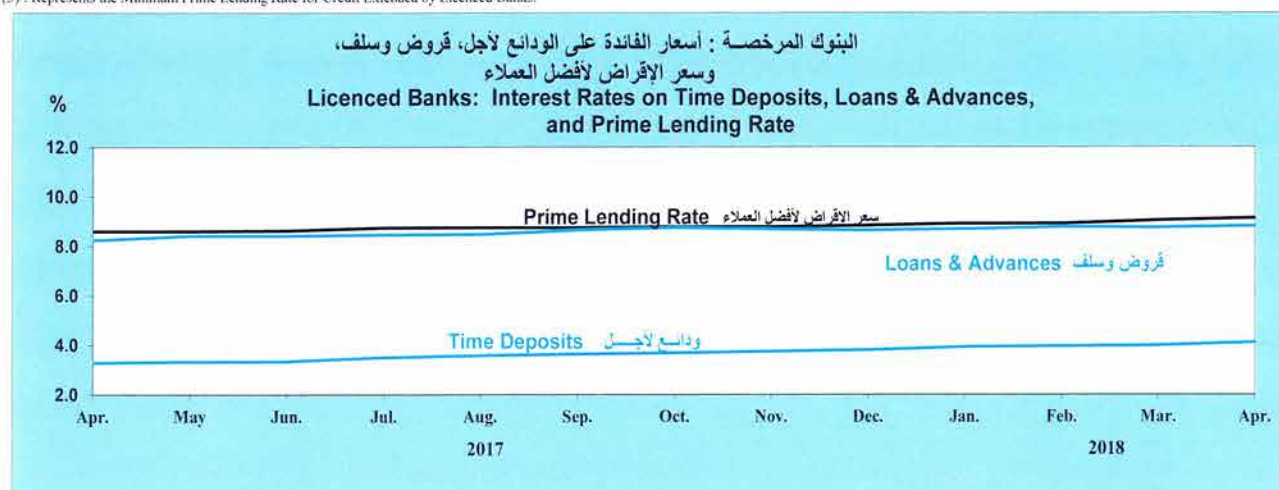 البنوك المرخصــة : أسعار الفائدة على الودائع لأجل، قروض وسلف،
وسعر الإقراض لأفضل العملاء
Licenced Banks: Interest Rates on Time Deposits, Loans & Advances,
and Prime Lending Rate
%
12.0
10.0
Prime Lending Rate سعر الاقراض لأفضل العملاء
8.0
Loans & Advances قروض وسلف
6.0
Time Deposits ودائــع لأجــــل
4.0
2.0
Apr. May Jun. Jul. Aug. Sep. Oct. Nov. Dec. Jan. Feb. Mar. Apr.
2017 2018